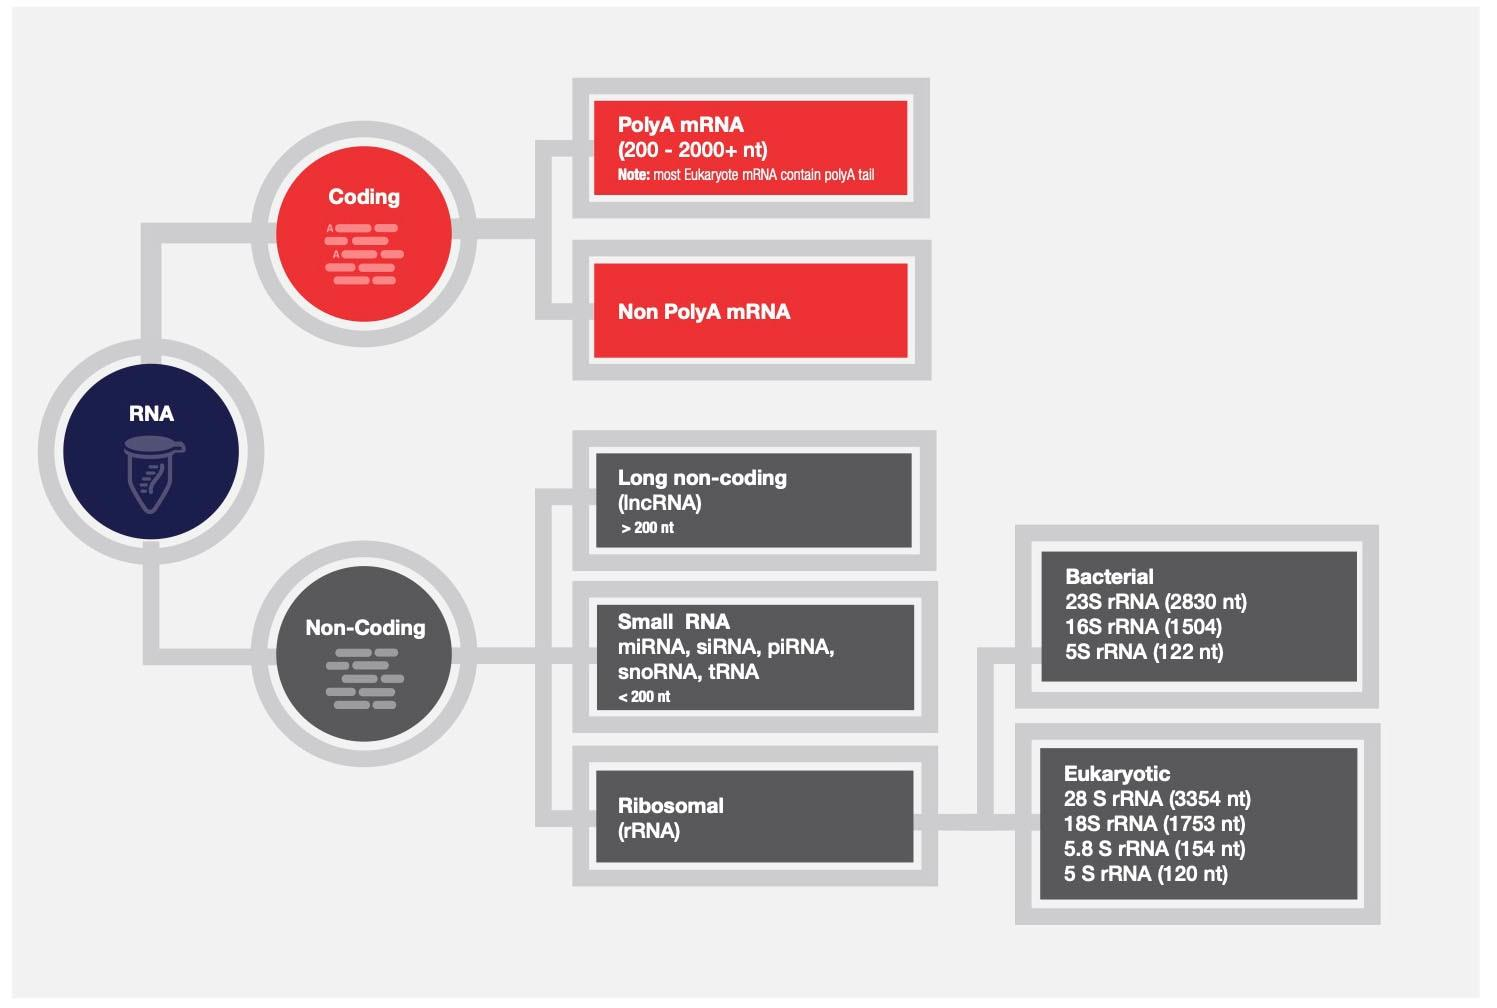 PolyA mRNA
(200 - 2000+ nt)
Note: most Eukaryote mRNA contain polyA tail
Coding
A
A
Non PolyA mRNA
RNA
Long non-coding
(lncRNA)
> 200 nt
Non-Coding
Small RNA
miRNA, siRNA, piRNA,
snoRNA, tRNA
< 200 nt
Ribosomal
(rRNA)
Bacterial
23S rRNA (2830 nt)
16S rRNA (1504)
5S rRNA (122 nt)
Eukaryotic
28 S rRNA (3354 nt)
18S rRNA (1753 nt)
5.8 S rRNA (154 nt)
5 S rRNA (120 nt)